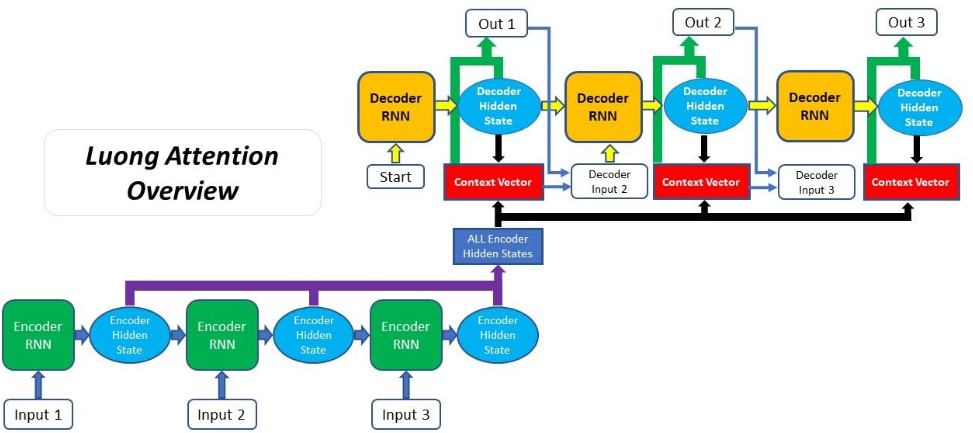 Out 1
Out 2
Out 3
Decoder
RNN
Decoder
Hidden
State
Decoder
RNN
Decoder
Hidden
State
Decoder
RNN
Decoder
Hidden
State
Luong Attention
Overview
Start
Context Vector
Decoder
Input 2
Context Vector
Decoder
Input 3
Context Vector
ALL Encoder
Hidden States
Encoder
RNN
Encoder
Hidden
State
Encoder
RNN
Encoder
Hidden
State
Encoder
RNN
Encoder
Hidden
State
Input 1
Input 2
Input 3